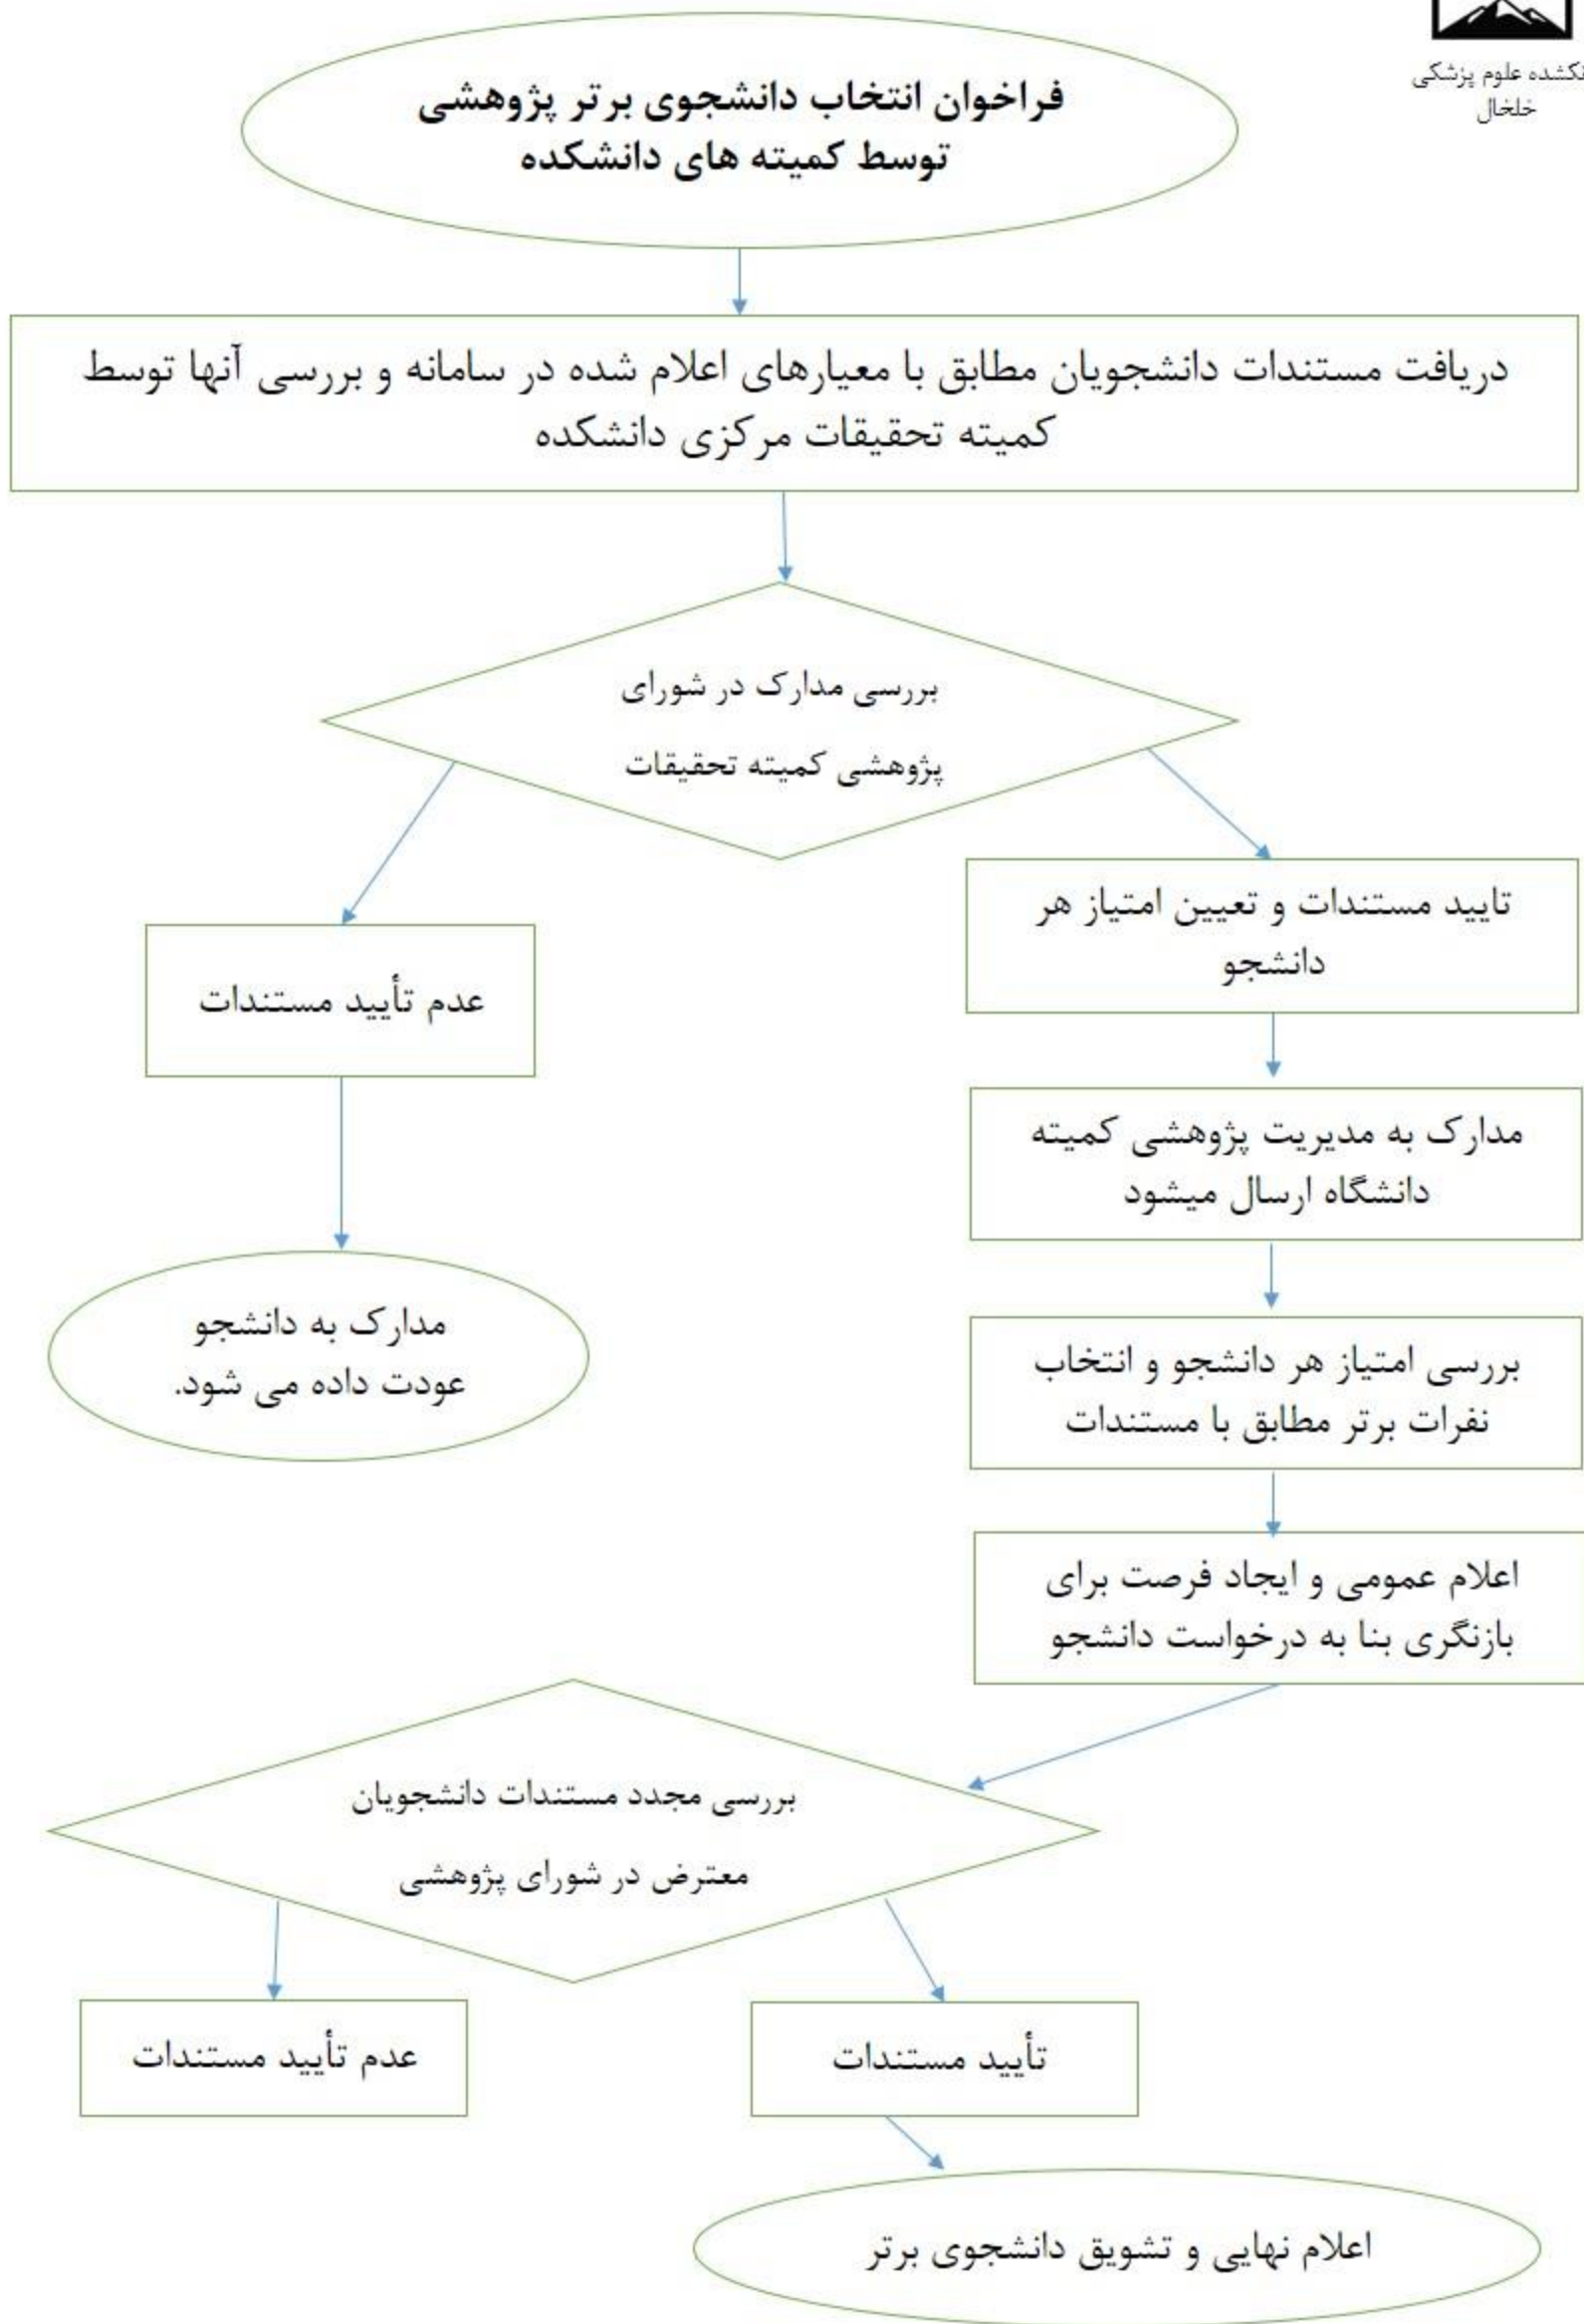 نکشده علوم پزشکی
خلخال
فراخوان انتخاب دانشجوی برتر پژوهشی
توسط کمیته های دانشکده
دریافت مستندات دانشجویان مطابق با معیارهای اعلام شده در سامانه و بررسی آنها توسط
کمیته تحقیقات مرکزی دانشکده
بررسی مدارک در شورای
پژوهشی کمیته تحقیقات
تایید مستندات و تعیین امتیاز هر
دانشجو
عدم تأیید مستندات
مدارک به مدیریت پژوهشی کمیته
دانشگاه ارسال میشود
مدارک به دانشجو
عودت داده می شود.
بررسی امتیاز هر دانشجو و انتخاب
نفرات برتر مطابق با مستندات
اعلام عمومی و ایجاد فرصت برای
بازنگری بنا به درخواست دانشجو
بررسی مجدد مستندات دانشجویان
معترض در شورای پژوهشی
تأیید مستندات
عدم تأیید مستندات
اعلام نهایی و تشویق دانشجوی برتر